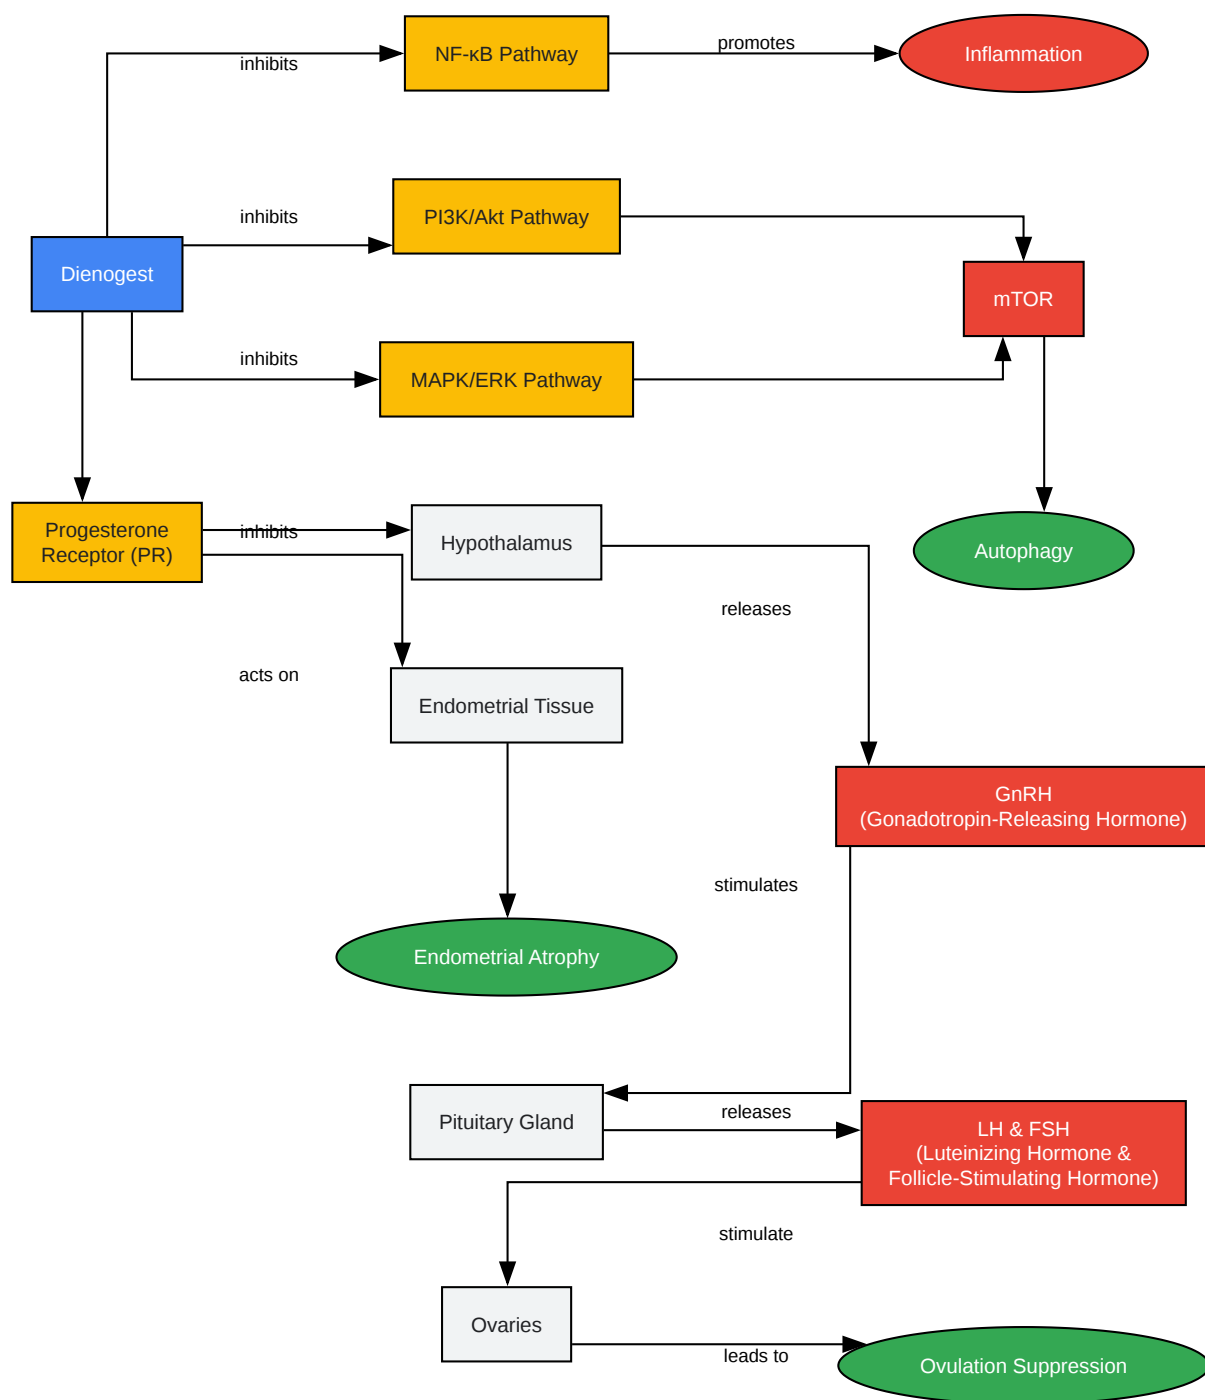 NF-κB Pathway
promotes
Inflammation
inhibits
PI3K/Akt Pathway
inhibits
Dienogest
mTOR
inhibits
MAPK/ERK Pathway
Progesterone
Receptor (PR)
inhibits
Hypothalamus
Autophagy
releases
acts on
Endometrial Tissue
GnRH
(Gonadotropin-Releasing Hormone)
stimulates
Endometrial Atrophy
Pituitary Gland
releases
LH & FSH
(Luteinizing Hormone &
Follicle-Stimulating Hormone)
stimulate
Ovaries
leads to
Ovulation Suppression